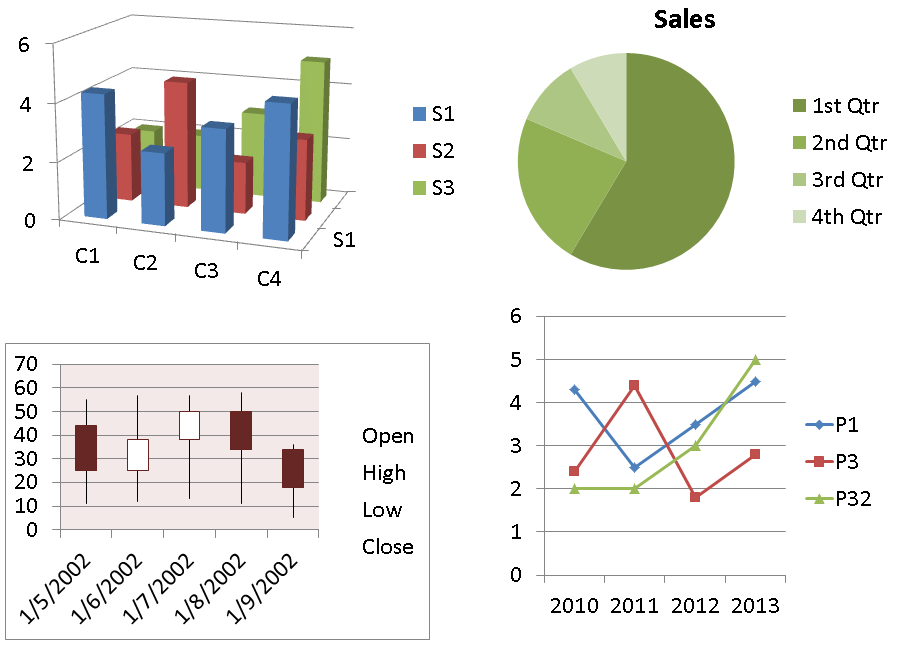 6
4
2
0
C1
C2
C3
C4
S1
S1
S2
S3
Sales
1st Qtr
2nd Qtr
3rd Qtr
4th Qtr
70
60
50
40
30
20
10
0
1/5/2002
1/6/2002
1/7/2002
1/8/2002
1/9/2002
Open
High
Low
Close
6
5
4
3
2
1
0
2010 2011 2012 2013
P1
P3
P32